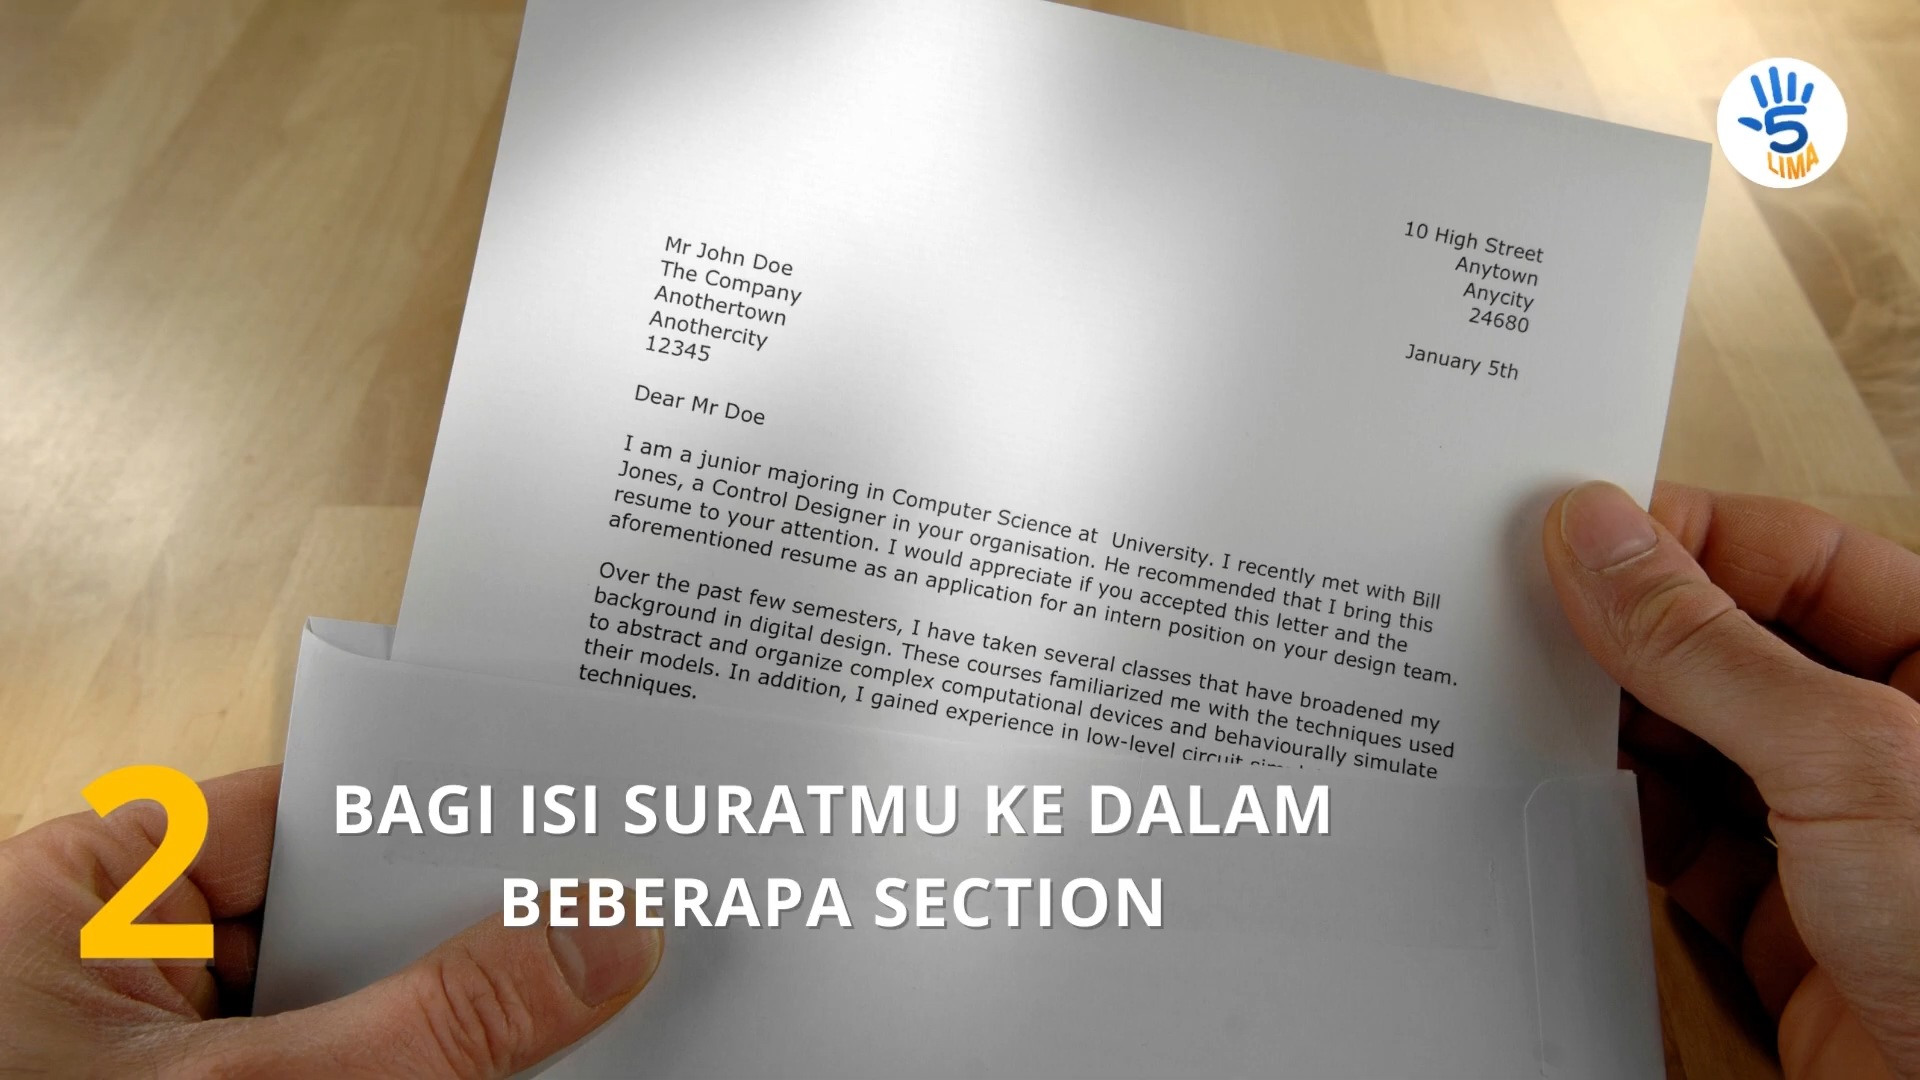 5
LIMA
10 High Street
Anytown
Anycity
24680
January 5th
Mr John Doe
The Company
Anothertown
Anothercity
12345
Dear Mr Doe
I am a junior majoring in Computer Science at University. I recently met with Bill
Jones, a Control Designer in your organisation. He recommended that I bring this
resume to your attention. I would appreciate if you accepted this letter and the
aforementioned resume as an application for an intern position on your design team.
Over the past few semesters, I have taken several classes that have broadened my
background in digital design. These courses familiarized me with the techniques used
to abstract and organize complex computational devices and behaviourally simulate
their models. In addition, I gained experience in low-level circuit
techniques.
2
BAGI ISI SURATMU KE DALAM
BEBERAPA SECTION